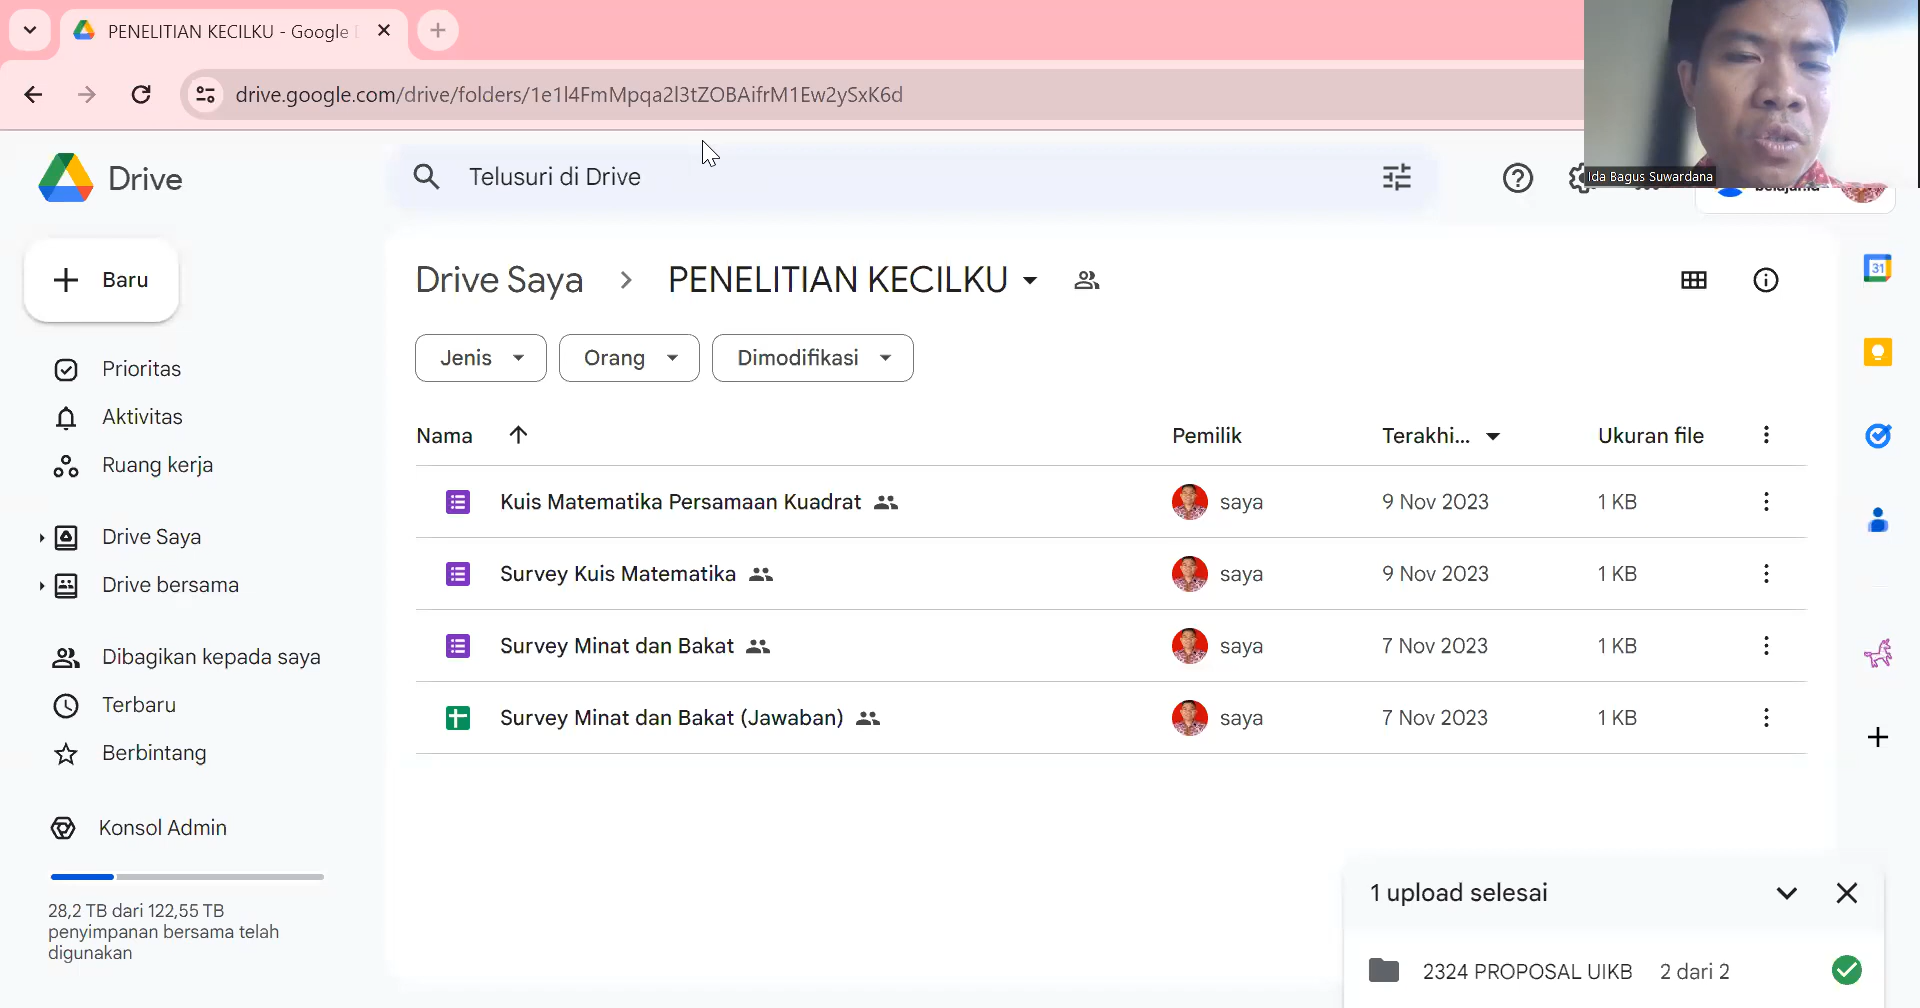 PENELITIAN KECILKU - Google
drive.google.com/drive/folders/1e1l4FmMpqa2l3tZOBAifrM1Ew2ySxK6d
Drive
Telusuri di Drive
Ida Bagus Suwardana
Baru
Drive Saya
PENELITIAN KECILKU
Jenis
Orang
Dimodifikasi
Prioritas
Aktivitas
Ruang kerja
Drive Saya
Drive bersama
Dibagikan kepada saya
Terbaru
Berbintang
Konsol Admin
28,2 TB dari 122,55 TB
penyimpanan bersama telah
digunakan
Nama Pemilik Terakhi... Ukuran file
Kuis Matematika Persamaan Kuadrat saya 9 Nov 2023 1 KB
Survey Kuis Matematika saya 9 Nov 2023 1 KB
Survey Minat dan Bakat saya 7 Nov 2023 1 KB
Survey Minat dan Bakat (Jawaban) saya 7 Nov 2023 1 KB
31
1 upload selesai
2324 PROPOSAL UIKB 2 dari 2